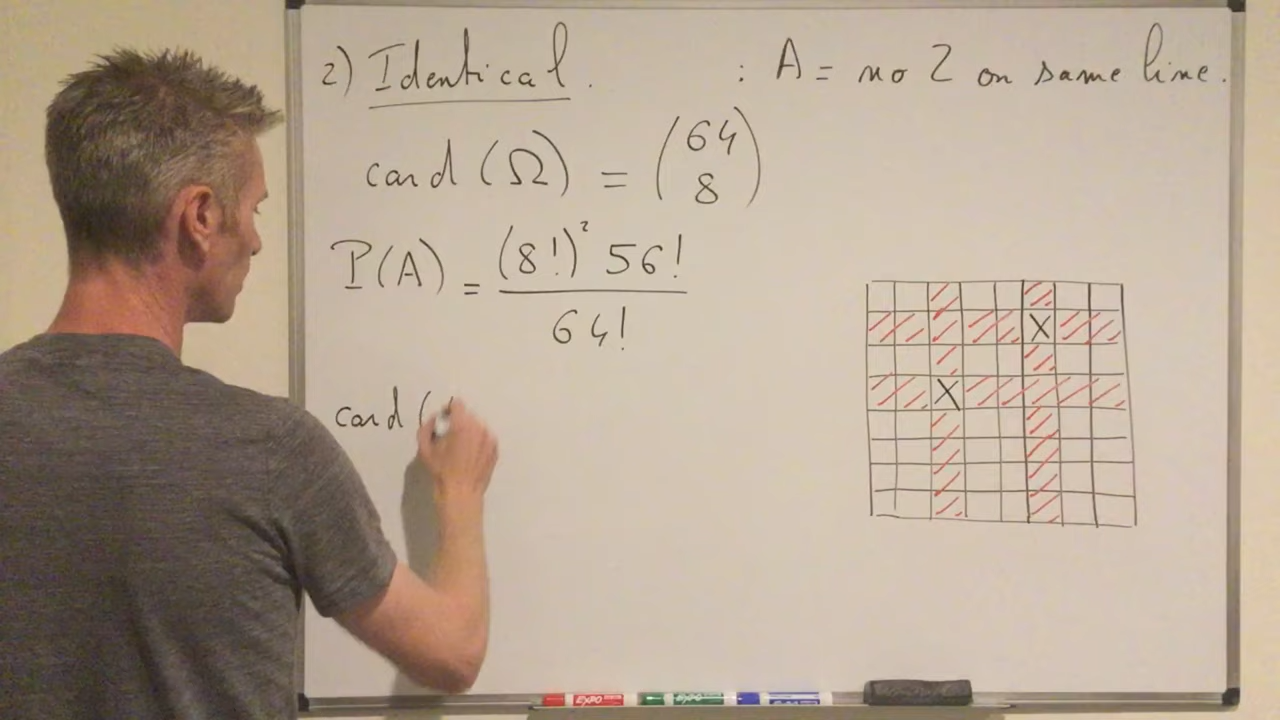 2) Identical. : A = no 2 on same line.
card (Ω) = (64 8)
P(A) = (8!)² 56! / 64!
card (
X
X
EXPO
EXPO